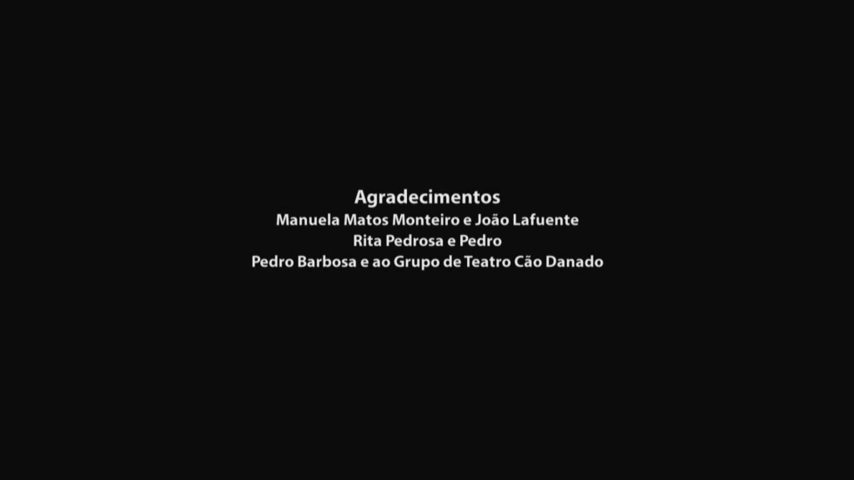 Agradecimentos
Manuela Matos Monteiro e João Lafuente
Rita Pedrosa e Pedro
Pedro Barbosa e ao Grupo de Teatro Cão Danado